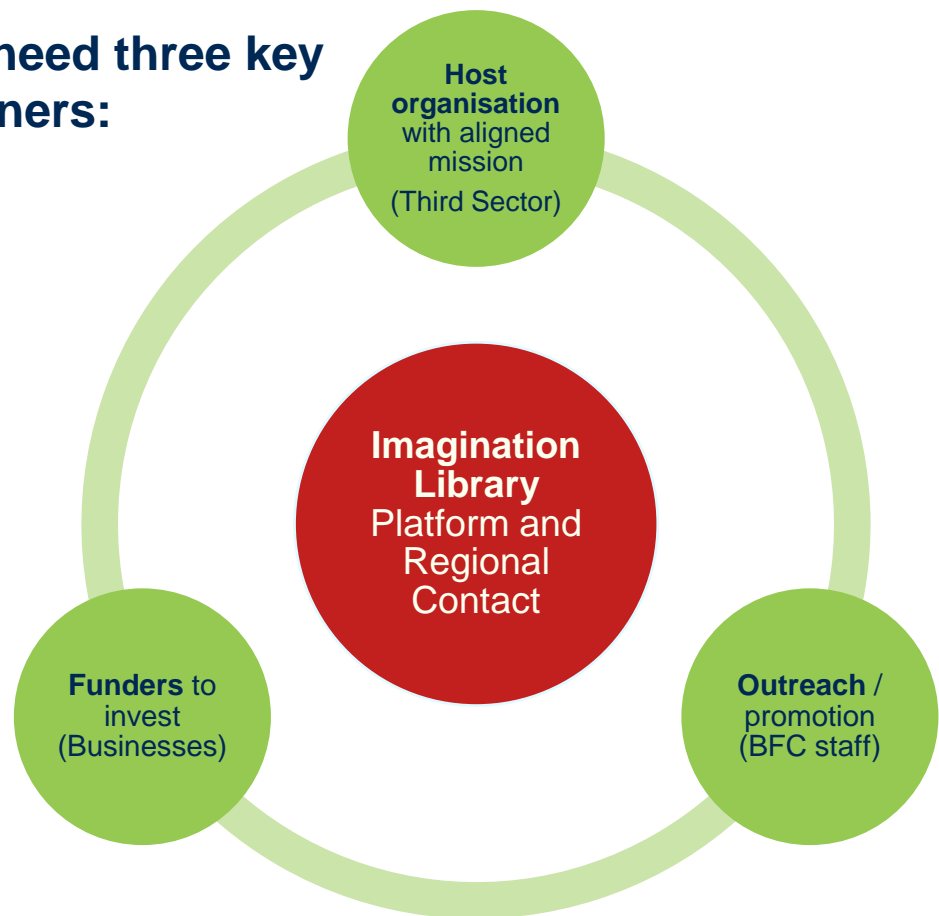 need three key
ners:
Host
organisation
with aligned
mission
(Third Sector)
Imagination
Library
Platform and
Regional
Contact
Funders to
invest
(Businesses)
Outreach /
promotion
(BFC staff)